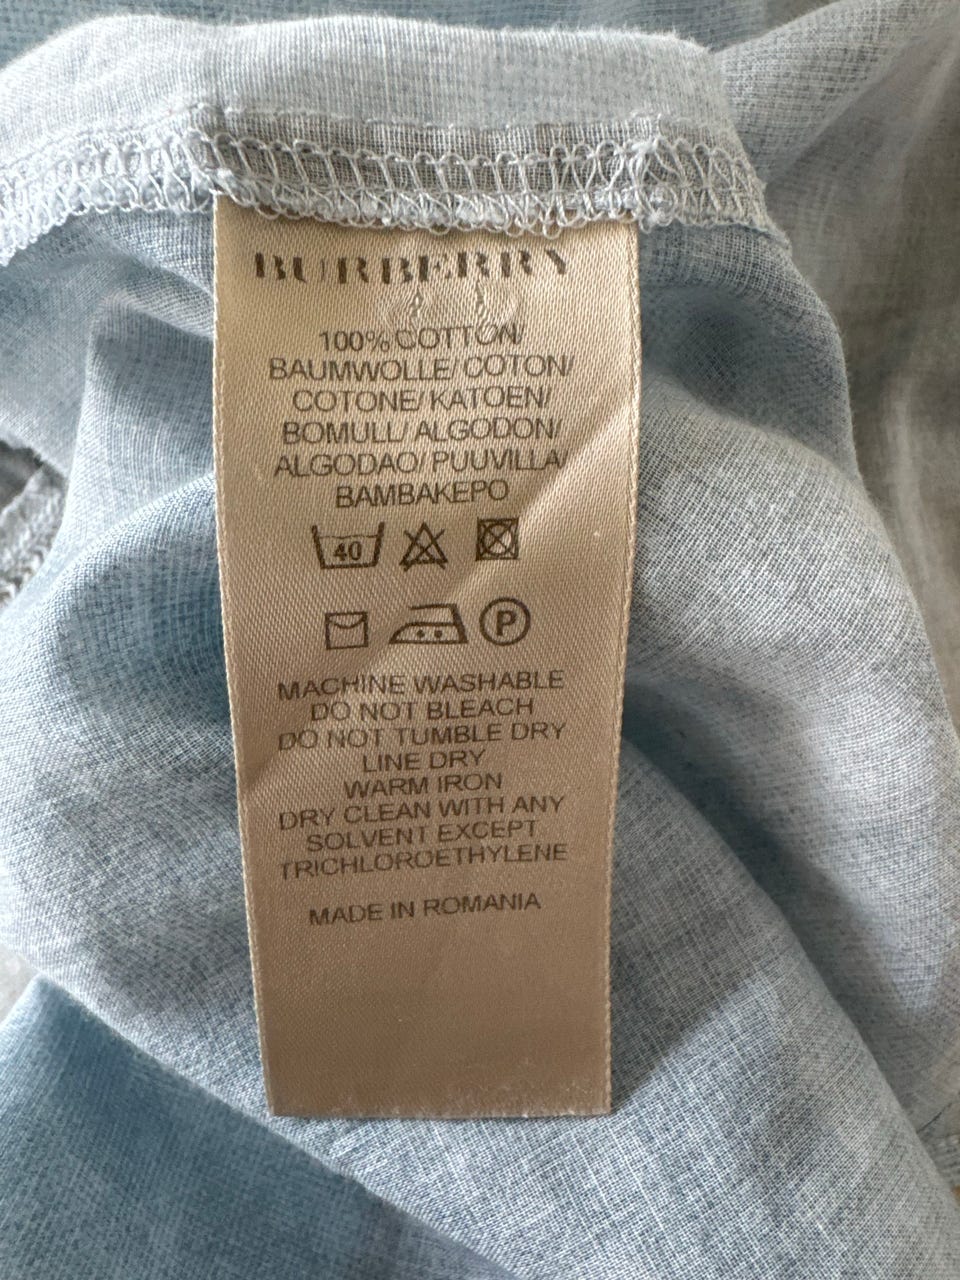 BURBERRY
100% COTTON/
BAUMWOLLE/ COTON/
COTONE/ KATOEN/
BOMULL/ ALGODON/
ALGODAO/ PUUVILLA
BAMBAKEPO
40
P
MACHINE WASHABLE
DO NOT BLEACH
DO NOT TUMBLE DRY
LINE DRY
WARM IRON
DRY CLEAN WITH ANY
SOLVENT EXCEPT
TRICHLOROETHYLENE
MADE IN ROMANIA